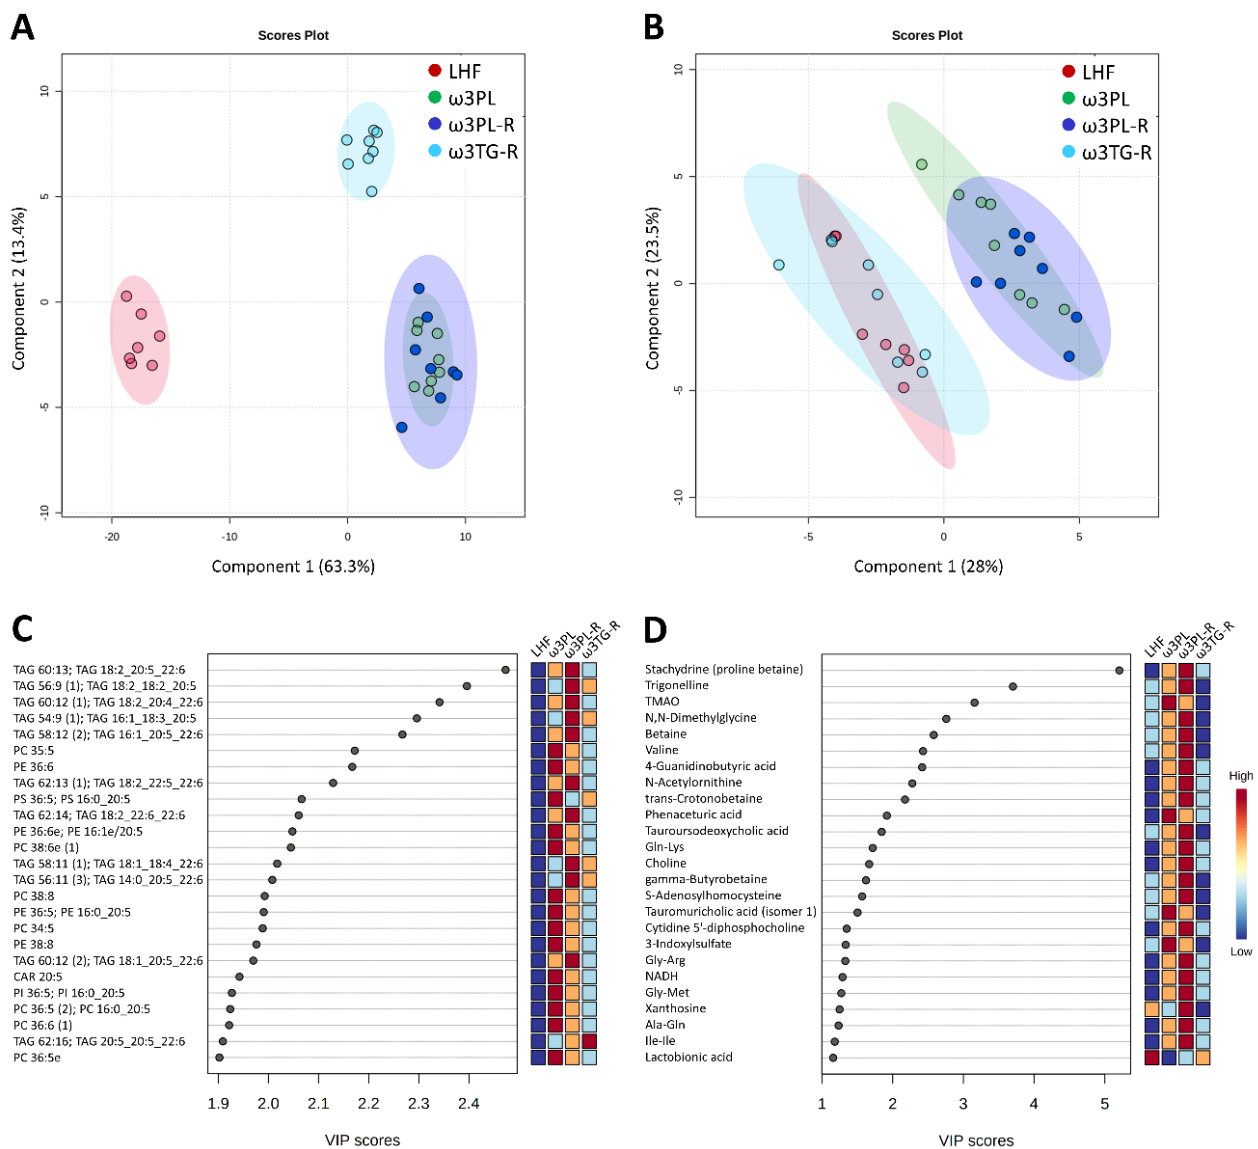 A
Scores Plot
LHF
ω3PL
ω3PL-R
ω3TG-R
10
5
0
-5
-10
Component 2 (13.4%)
-20
-10
0
10
Component 1 (63.3%)
B
Scores Plot
LHF
ω3PL
ω3PL-R
ω3TG-R
10
5
0
-5
-10
Component 2 (23.5%)
-5
0
5
Component 1 (28%)
C
LHF
ω3PL
ω3PL-R
ω3TG-R
TAG 60:13; TAG 18:2_20:5_22:6
TAG 56:9 (1); TAG 18:2_18:2_20:5
TAG 60:12 (1); TAG 18:2_20:4_22:6
TAG 54:9 (1); TAG 16:1_18:3_20:5
TAG 58:12 (2); TAG 16:1_20:5_22:6
PC 35:5
PE 36:6
TAG 62:13 (1); TAG 18:2_22:5_22:6
PS 36:5; PS 16:0_20:5
TAG 62:14; TAG 18:2_22:6_22:6
PE 36:6e; PE 16:1e/20:5
PC 38:6e (1)
TAG 58:11 (1); TAG 18:1_18:4_22:6
TAG 56:11 (3); TAG 14:0_20:5_22:6
PC 38:8
PE 36:5; PE 16:0_20:5
PC 34:5
PE 38:8
TAG 60:12 (2); TAG 18:1_20:5_22:6
CAR 20:5
PI 36:5; PI 16:0_20:5
PC 36:5 (2); PC 16:0_20:5
PC 36:6 (1)
TAG 62:16; TAG 20:5_20:5_22:6
PC 36:5e
1.9
2.0
2.1
2.2
2.3
2.4
VIP scores
D
LHF
ω3PL
ω3PL-R
ω3TG-R
Stachydrine (proline betaine)
Trigonelline
TMAO
N,N-Dimethylglycine
Betaine
Valine
4-Guanidinobutyric acid
N-Acetylornithine
trans-Crotonobetaine
Phenaceturic acid
Tauroursodeoxycholic acid
Gln-Lys
Choline
gamma-Butyrobetaine
S-Adenosylhomocysteine
Tauromuricholic acid (isomer 1)
Cytidine 5'-diphosphocholine
3-Indoxylsulfate
Gly-Arg
NADH
Gly-Met
Xanthosine
Ala-Gln
Ile-Ile
Lactobionic acid
1
2
3
4
5
VIP scores
High
Low